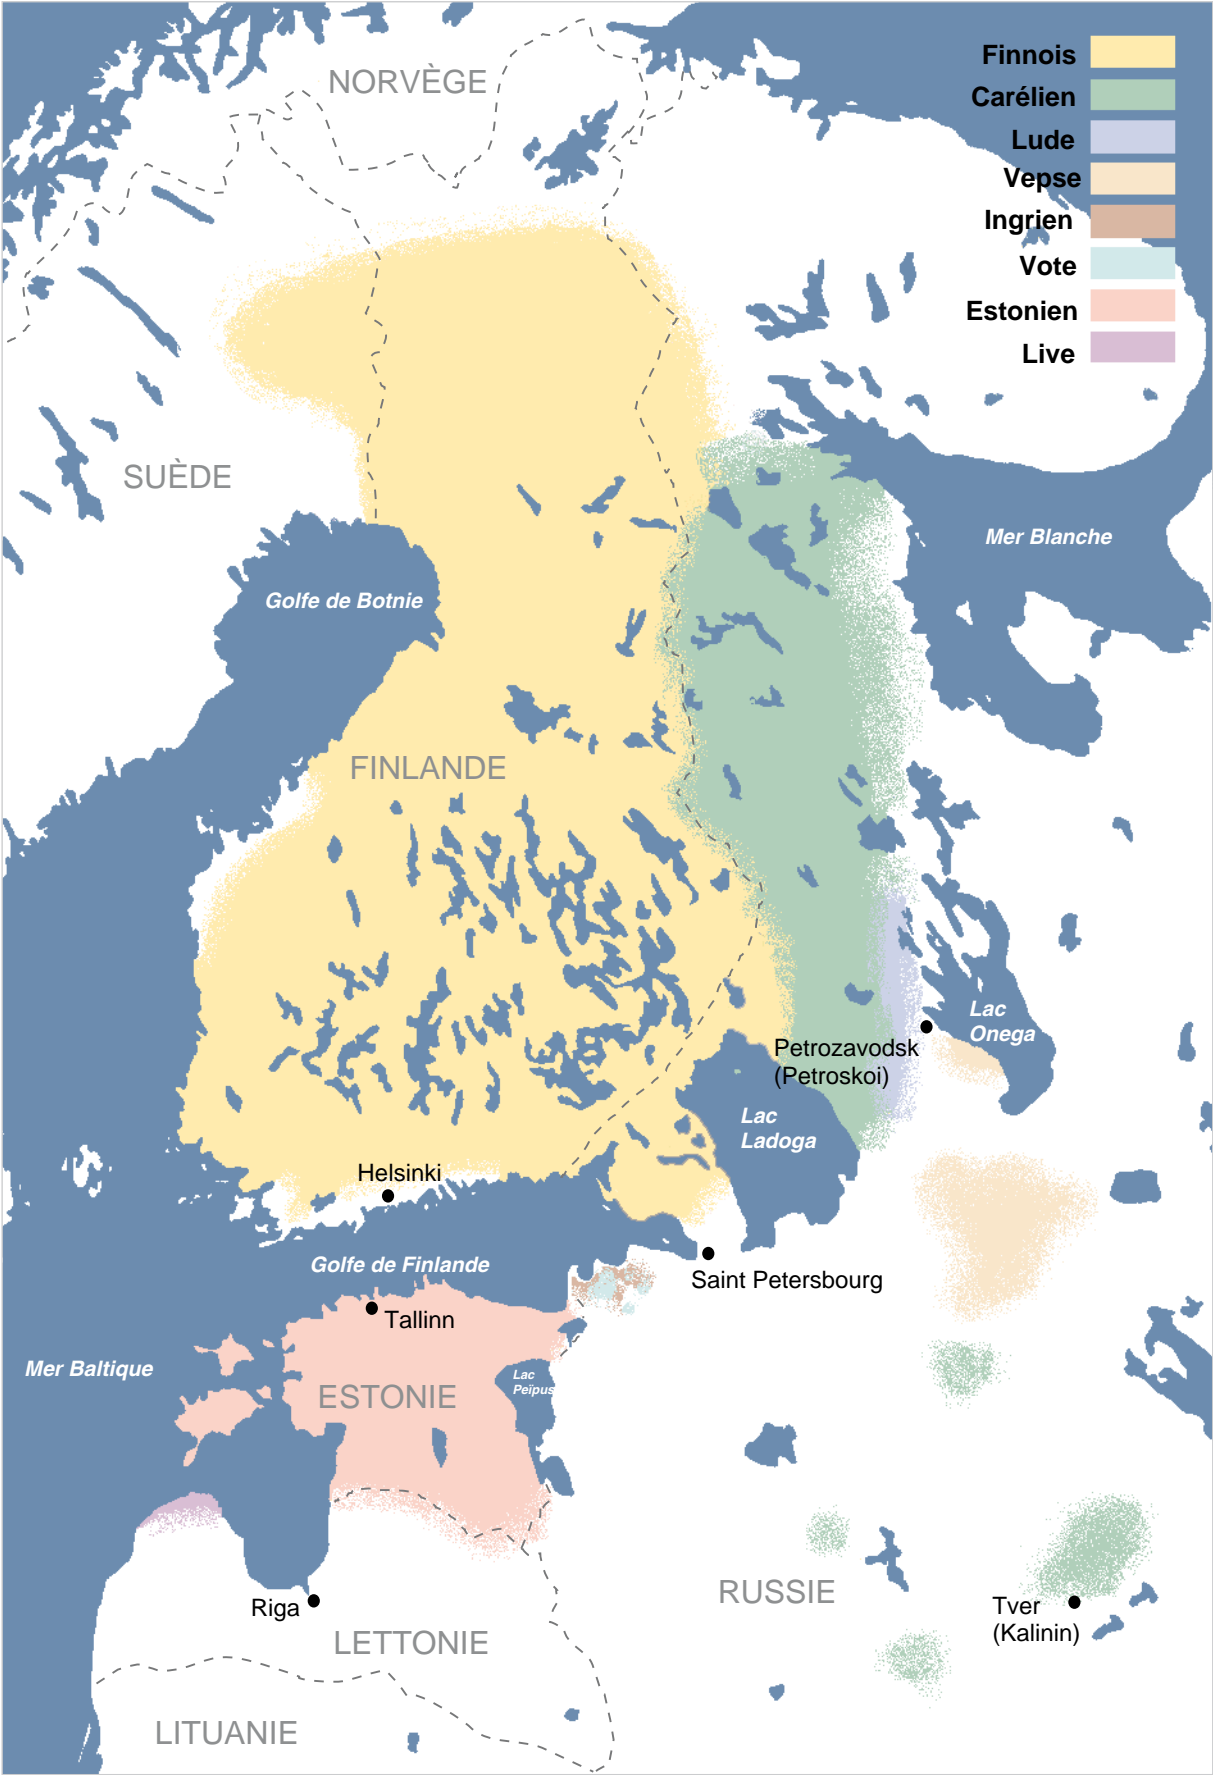 NORVÈGE
Finnois
Carélien
Lude
Vepse
Ingrien
Vote
Estonien
Live
SUÈDE
Mer Blanche
Golfe de Botnie
FINLANDE
Lac
Onega
Petrozavodsk
(Petroskoi)
Lac
Ladoga
Helsinki
Golfe de Finlande
Saint Petersbourg
Tallinn
Mer Baltique
Lac
Peïpus
ESTONIE
RUSSIE
Riga
Tver
(Kalinin)
LETTONIE
LITUANIE